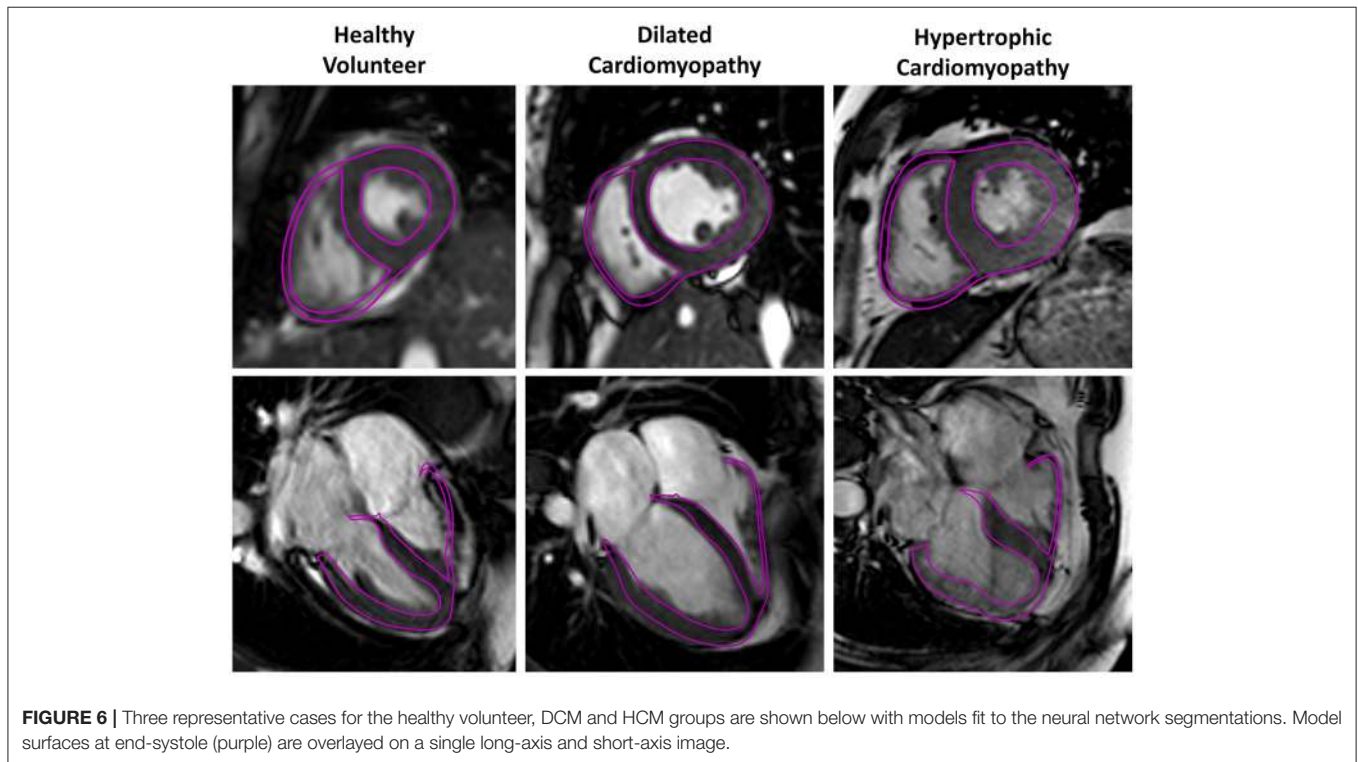 Healthy
Volunteer
Dilated
Cardiomyopathy
Hypertrophic
Cardiomyopathy
FIGURE 6 | Three representative cases for the healthy volunteer, DCM and HCM groups are shown below with models fit to the neural network segmentations. Model
surfaces at end-systole (purple) are overlayed on a single long-axis and short-axis image.